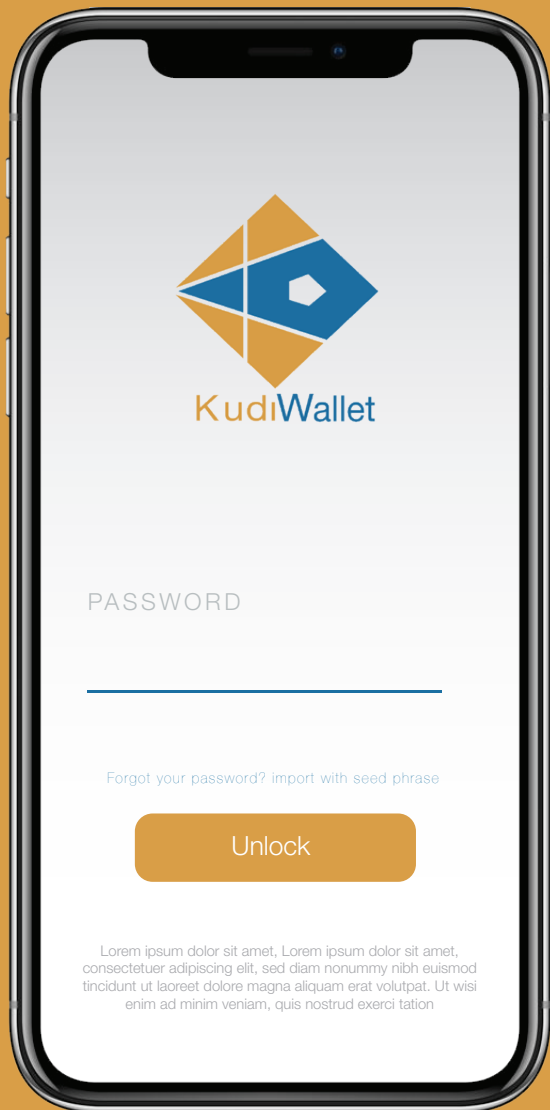 KudiWallet
PASSWORD
Forgot your password? import with seed phrase
Unlock
Lorem ipsum dolor sit amet, Lorem ipsum dolor sit amet,
consectetuer adipiscing elit, sed diam nonummy nibh euismod
tincidunt ut laoreet dolore magna aliquam erat volutpat. Ut wisi
enim ad minim veniam, quis nostrud exerci tation